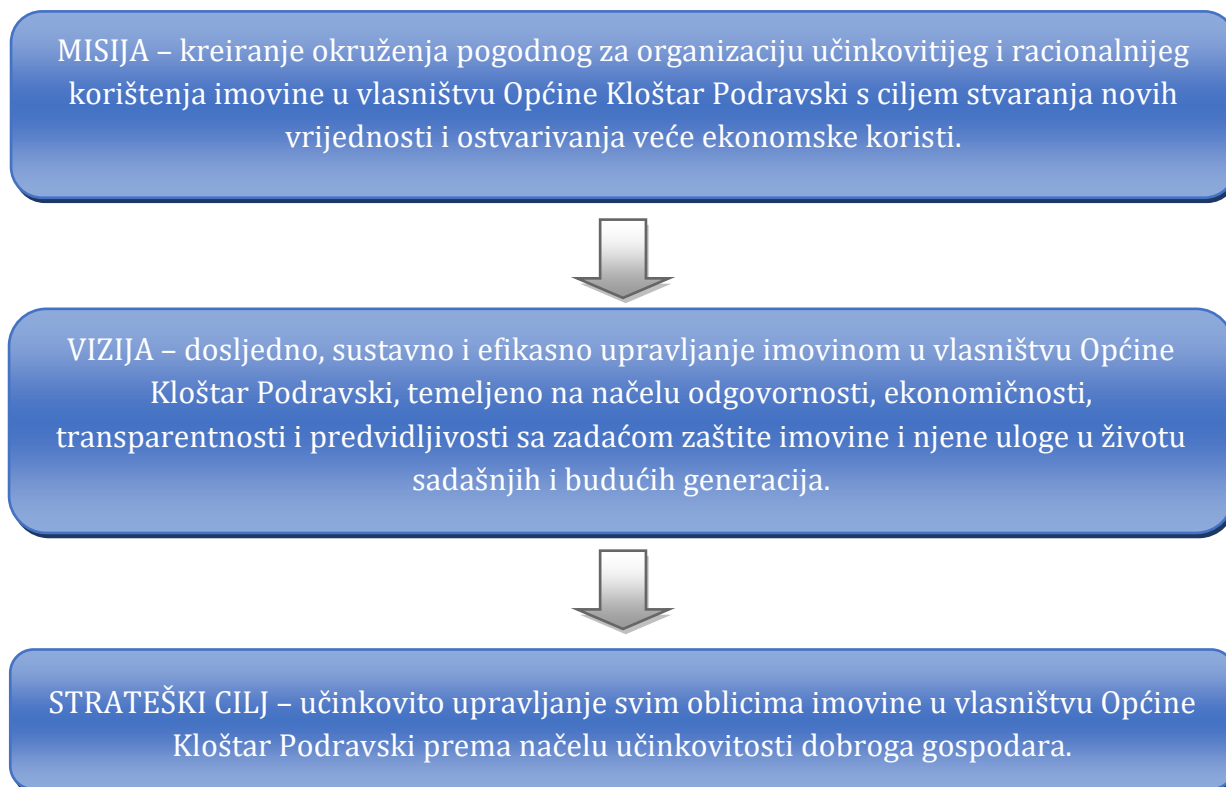 MISIJA – kreiranje okruženja pogodnog za organizaciju učinkovitijeg i racionalnijeg
korištenja imovine u vlasništvu Općine Kloštar Podravski s ciljem stvaranja novih
vrijednosti i ostvarivanja veće ekonomske koristi.
VIZIJA – dosljedno, sustavno i efikasno upravljanje imovinom u vlasništvu Općine
Kloštar Podravski, temeljeno na načelu odgovornosti, ekonomičnosti,
transparentnosti i predvidljivosti sa zadaćom zaštite imovine i njene uloge u životu
sadašnjih i budućih generacija.
STRATEŠKI CILJ – učinkovito upravljanje svim oblicima imovine u vlasništvu Općine
Kloštar Podravski prema načelu učinkovitosti dobroga gospodara.